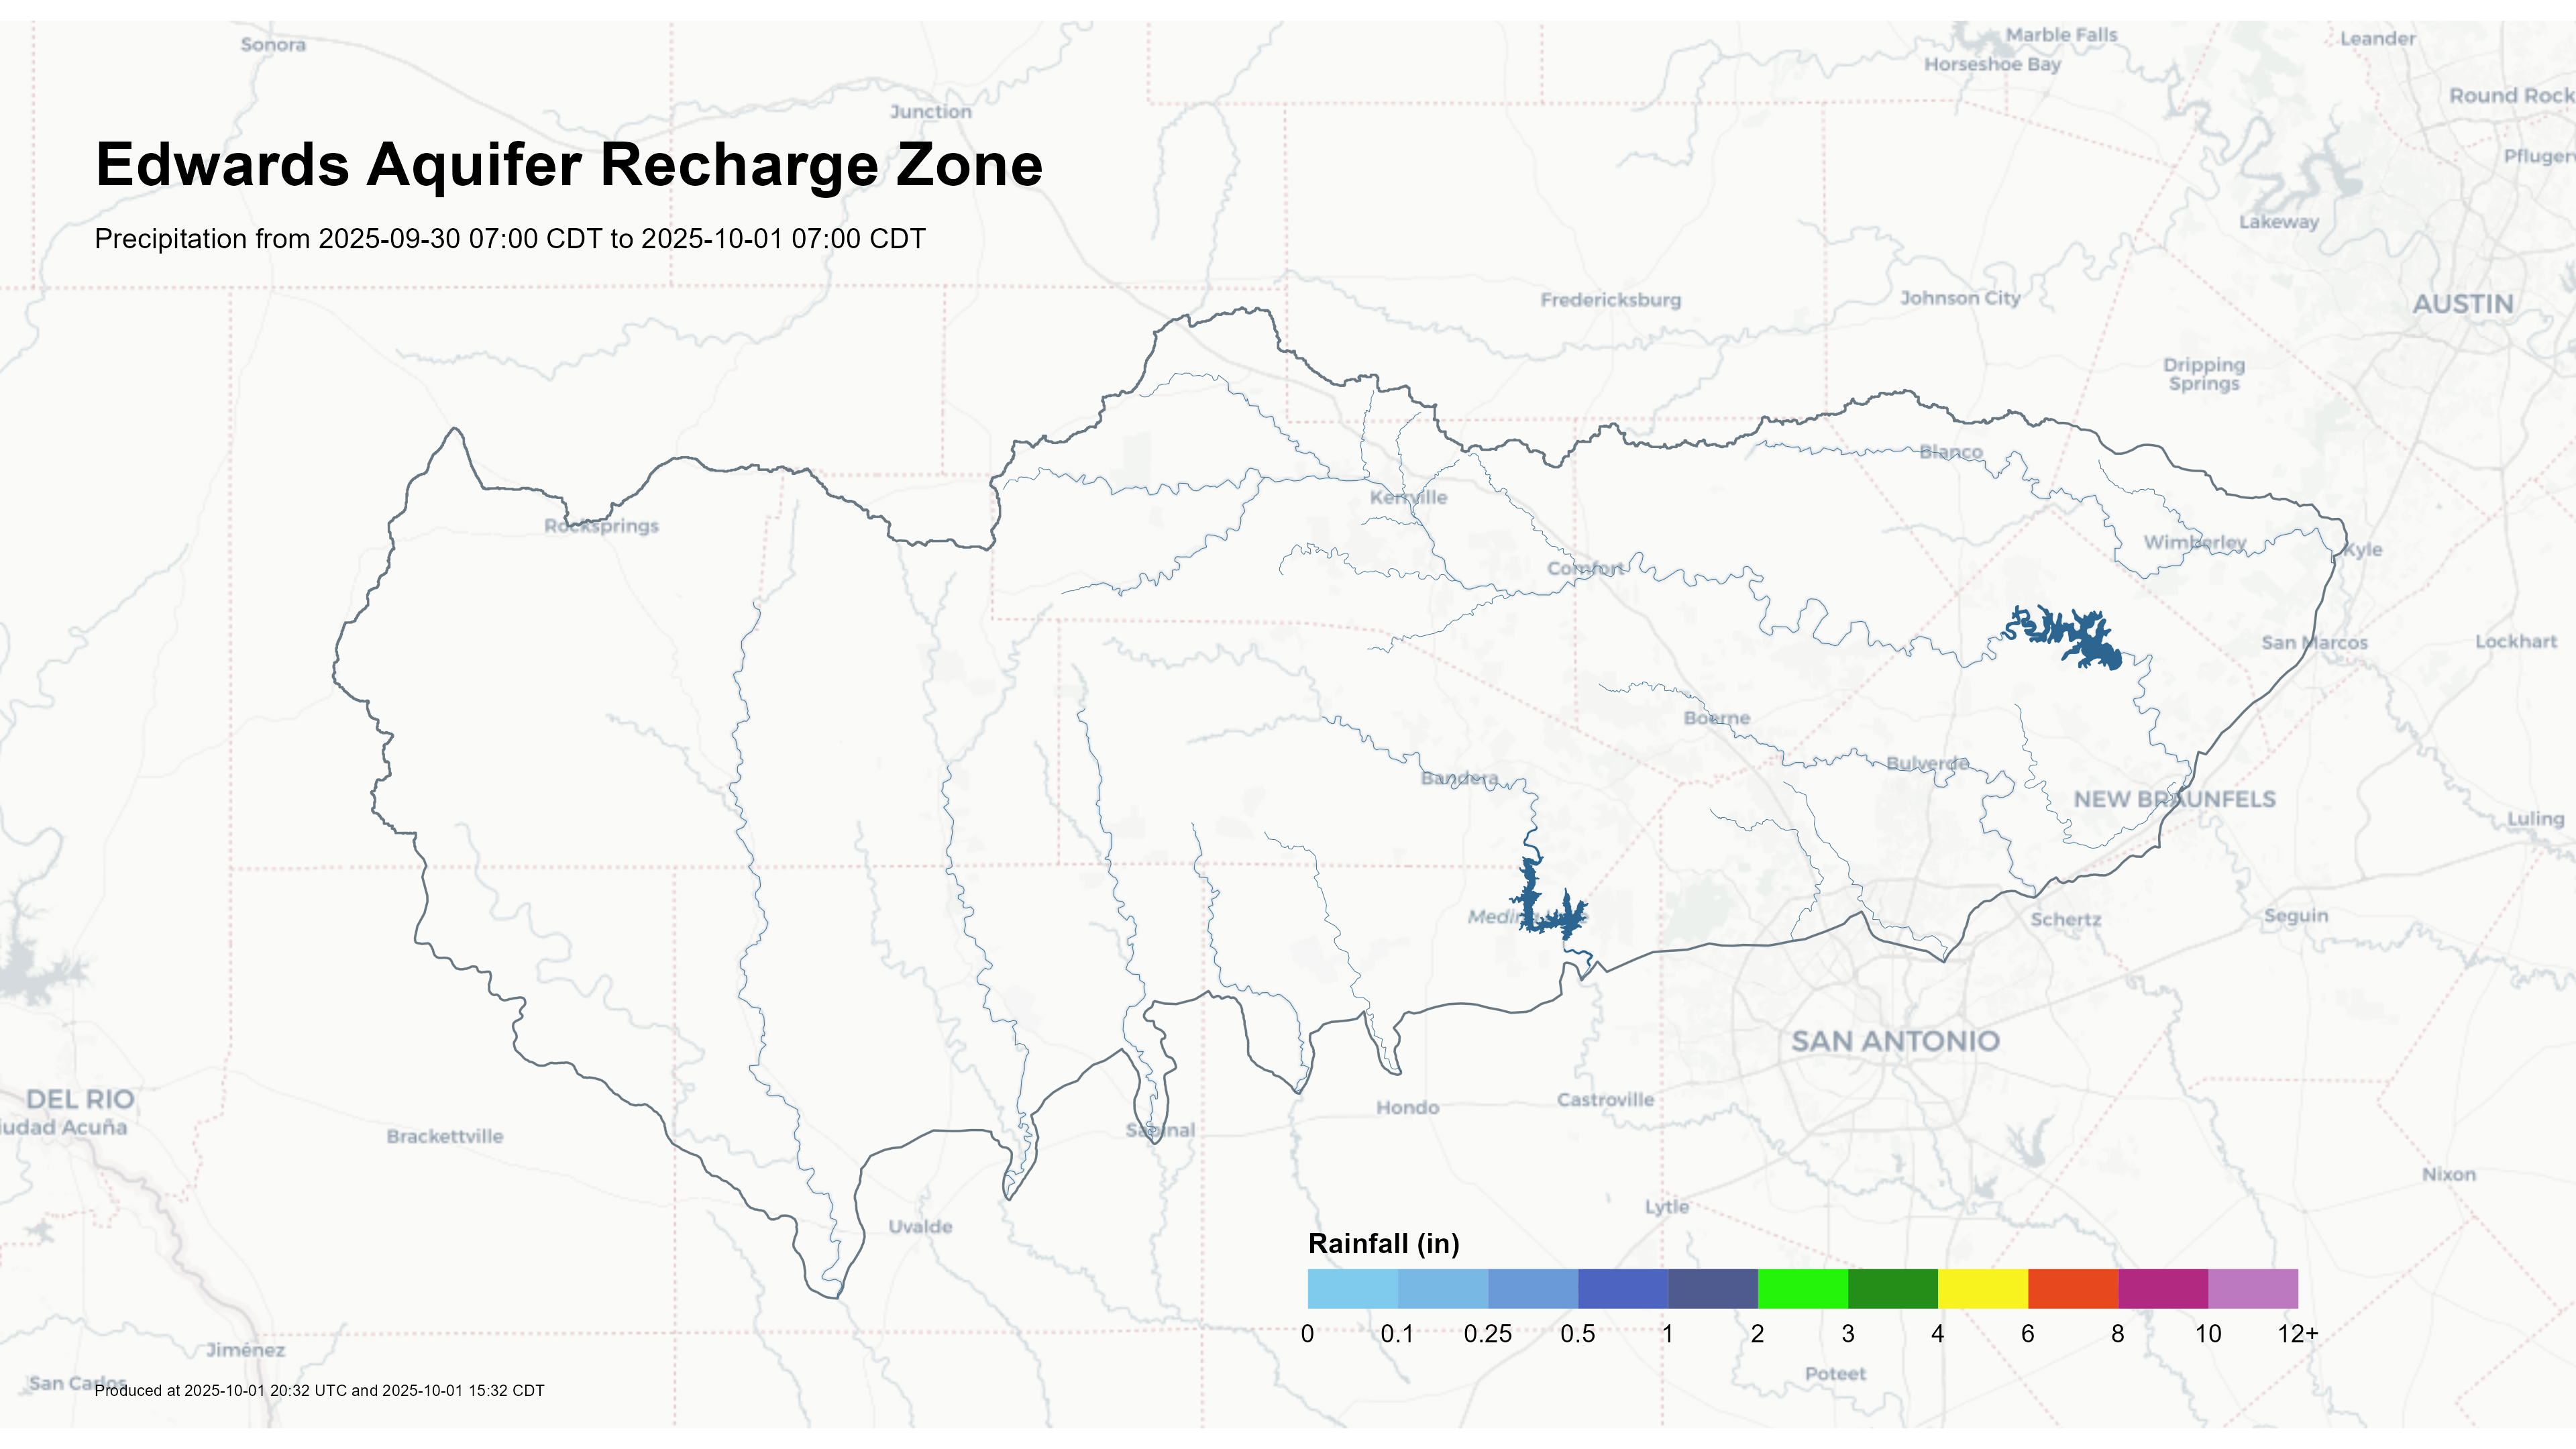 Sonora
Marble Falls
Leander
Horseshoe Bay
Round Rock
Junction
Edwards Aquifer Recharge Zone
Pfluger
Lakeway
Precipitation from 2025-09-30 07:00 CDT to 2025-10-01 07:00 CDT
Fredericksburg
Johnson City
AUSTIN
Dripping
Springs
Blanco
Kerrville
Rocksprings
Wimberley
Kyle
Comfort
San Marcos
Lockhart
Boerne
Bulverde
Bandera
NEW BRAUNFELS
Luling
Medina Lake
Schertz
Seguin
SAN ANTONIO
DEL RIO
Castroville
Hondo
iudad Acuña
Sabinal
Brackettville
Nixon
Lytle
Uvalde
Rainfall (in)
0 0.1 0.25 0.5 1 2 3 4 6 8 10 12+
Jiménez
Poteet
San Carlos
Produced at 2025-10-01 20:32 UTC and 2025-10-01 15:32 CDT